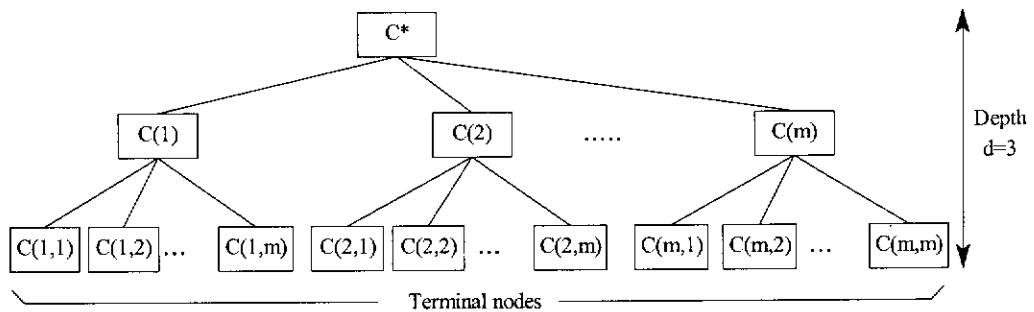 C*
C(1) C(2) ..... C(m)
Depth
d=3
C(1,1) C(1,2) ... C(1,m) C(2,1) C(2,2) ... C(2,m) C(m,1) C(m,2) ... C(m,m)
Terminal nodes